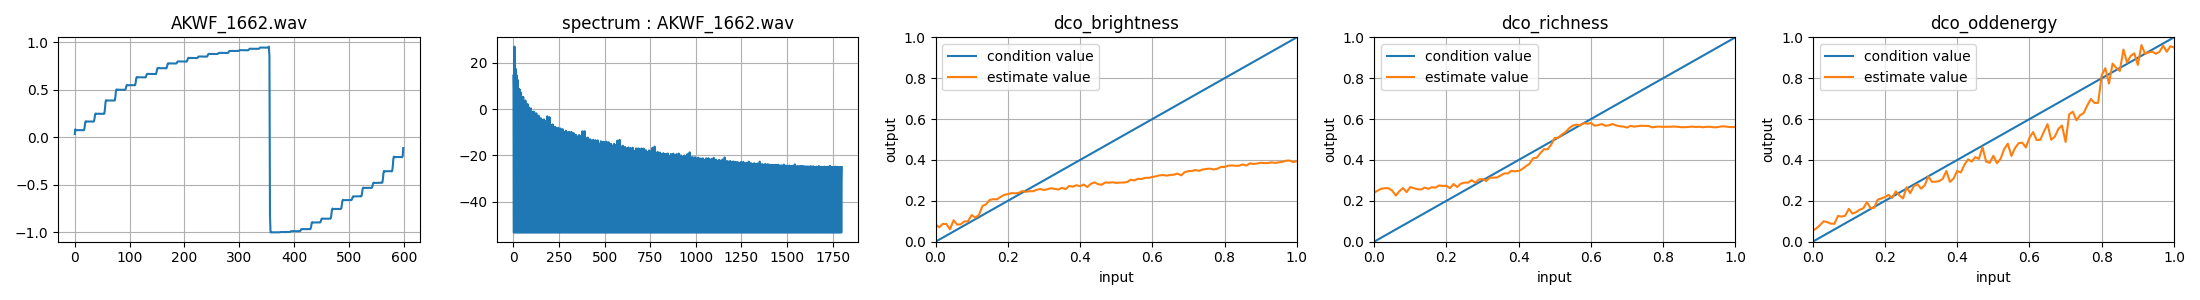 AKWF_1662.wav
1.0
0.5
0.0
−0.5
−1.0
0 100 200 300 400 500 600
spectrum : AKWF_1662.wav
20
0
−20
−40
0 250 500 750 1000 1250 1500 1750
dco_brightness
condition value
estimate value
output
1.0
0.8
0.6
0.4
0.2
0.0
0.0 0.2 0.4 0.6 0.8 1.0
input
dco_richness
condition value
estimate value
output
1.0
0.8
0.6
0.4
0.2
0.0
0.0 0.2 0.4 0.6 0.8 1.0
input
dco_oddenergy
condition value
estimate value
output
1.0
0.8
0.6
0.4
0.2
0.0
0.0 0.2 0.4 0.6 0.8 1.0
input